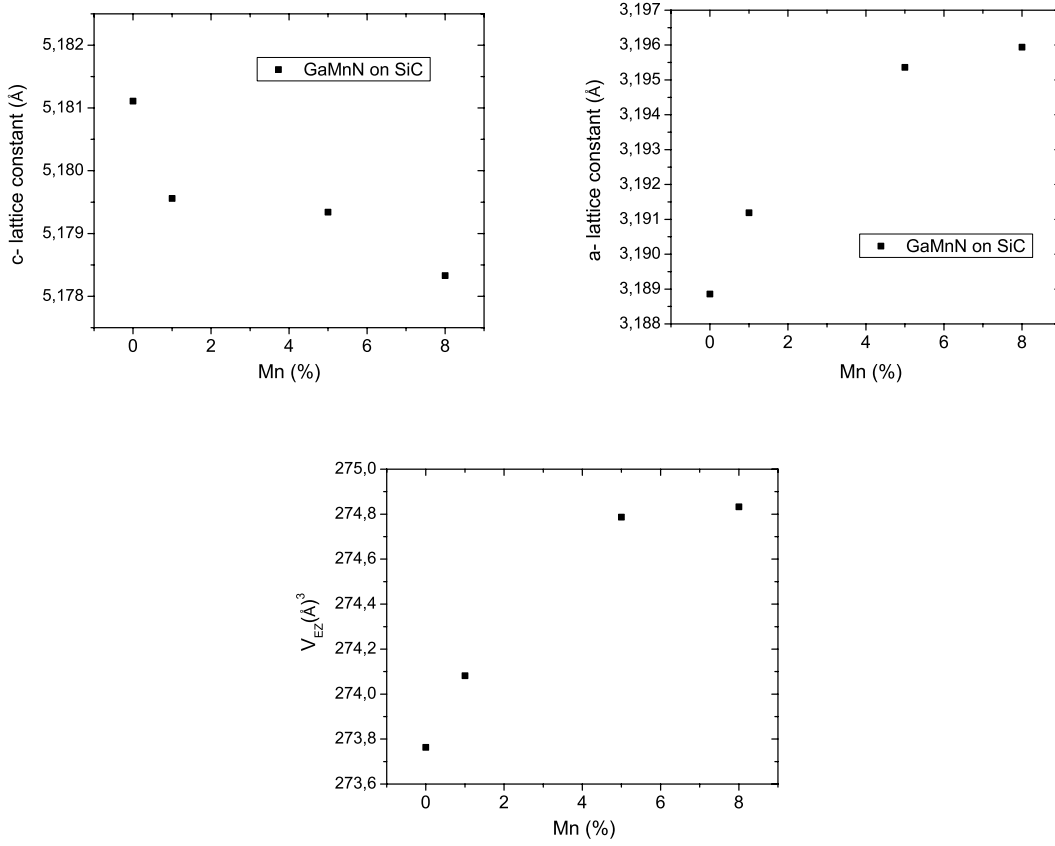 5,182
5,181
5,180
5,179
5,178
c- lattice constant (Å)
GaMnN on SiC
0 2 4 6 8
Mn (%)
3,197
3,196
3,195
3,194
3,193
3,192
3,191
3,190
3,189
3,188
a- lattice constant (Å)
GaMnN on SiC
0 2 4 6 8
Mn (%)
275,0
274,8
274,6
274,4
274,2
274,0
273,8
273,6
V_EZ(Å)³
0 2 4 6 8
Mn (%)